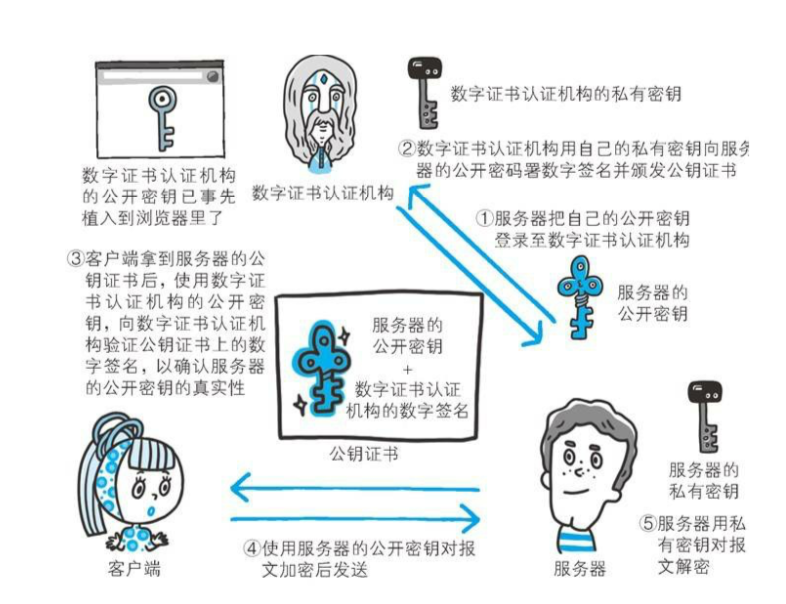 数字证书认证机构的私有密钥
②数字证书认证机构用自己的私有密钥向服务
器的公开密码署数字签名并颁发公钥证书
数字证书认证机构
的公开密钥已事先
植入到浏览器里了
数字证书认证机构
①服务器把自己的公开密钥
登录至数字证书认证机构
③客户端拿到服务器的公
钥证书后，使用数字证
书认证机构的公开密
钥，向数字证书认证机
构验证公钥证书上的数
字签名，以确认服务器
的公开密钥的真实性
服务器的
公开密钥
服务器的
公开密钥
+
数字证书认证
机构的数字签名
公钥证书
服务器的
私有密钥
④使用服务器的公开密钥对报
文加密后发送
⑤服务器用私
有密钥对报
文解密
客户端
服务器